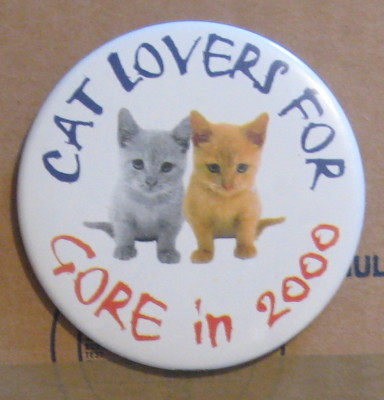 CAT LOVERS FOR
GORE in 2000